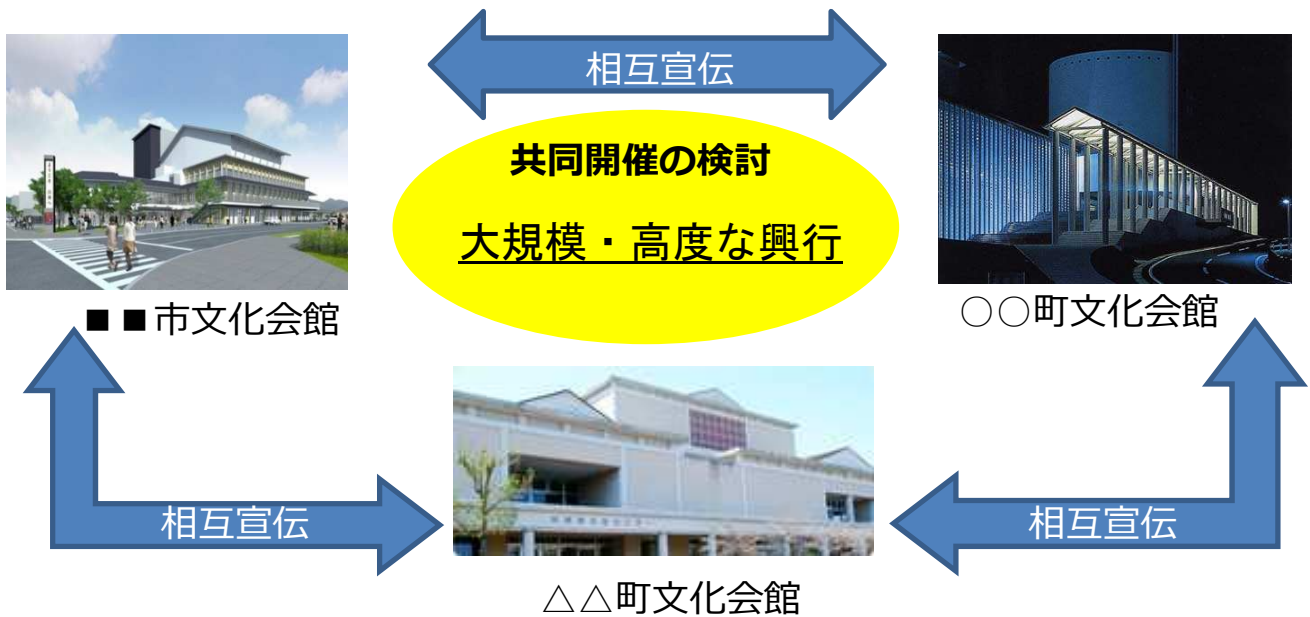 相互宣伝
共同開催の検討
大規模・高度な興行
■■市文化会館
○○町文化会館
相互宣伝
相互宣伝
△△町文化会館